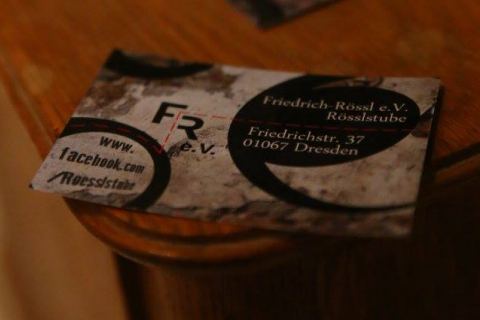 www.
facebook.com
/Roesslstube
FR
e.V.
Friedrich-Rössl e.V.
Rösslstube
Friedrichstr. 37
01067 Dresden